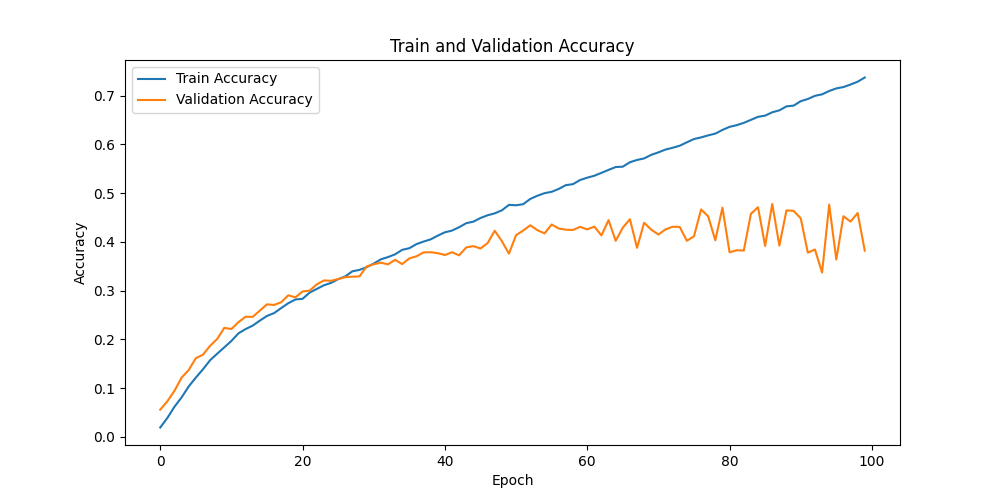 Train and Validation Accuracy
Train Accuracy
Validation Accuracy
Accuracy
0.7
0.6
0.5
0.4
0.3
0.2
0.1
0.0
0 20 40 60 80 100
Epoch